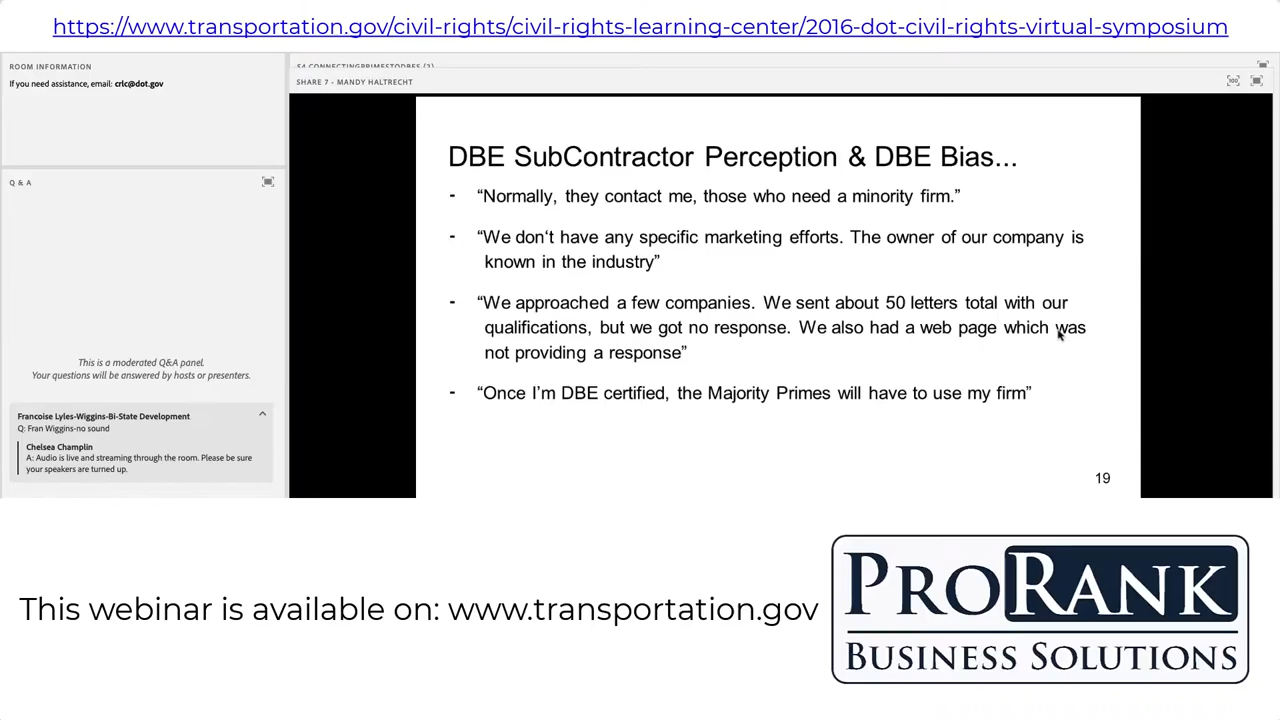 https://www.transportation.gov/civil-rights/civil-rights-learning-center/2016-dot-civil-rights-virtual-symposium
ROOM INFORMATION
If you need assistance, email: crlc@dot.gov
Q & A
This is a moderated Q&A panel.
Your questions will be answered by hosts or presenters.
Francoise Lyles-Wiggins-Bi-State Development
Q: Fran Wiggins-no sound
Chelsea Champlin
A: Audio is live and streaming through the room. Please be sure
your speakers are turned up.
S4 CONNECTINGPRIMESTODBES (2)
SHARE 7 - MANDY HALTRECHT
DBE SubContractor Perception & DBE Bias...
- “Normally, they contact me, those who need a minority firm.”
- “We don‘t have any specific marketing efforts. The owner of our company is
known in the industry”
- “We approached a few companies. We sent about 50 letters total with our
qualifications, but we got no response. We also had a web page which was
not providing a response”
- “Once I’m DBE certified, the Majority Primes will have to use my firm”
19
This webinar is available on: www.transportation.gov
PRORANK
BUSINESS SOLUTIONS